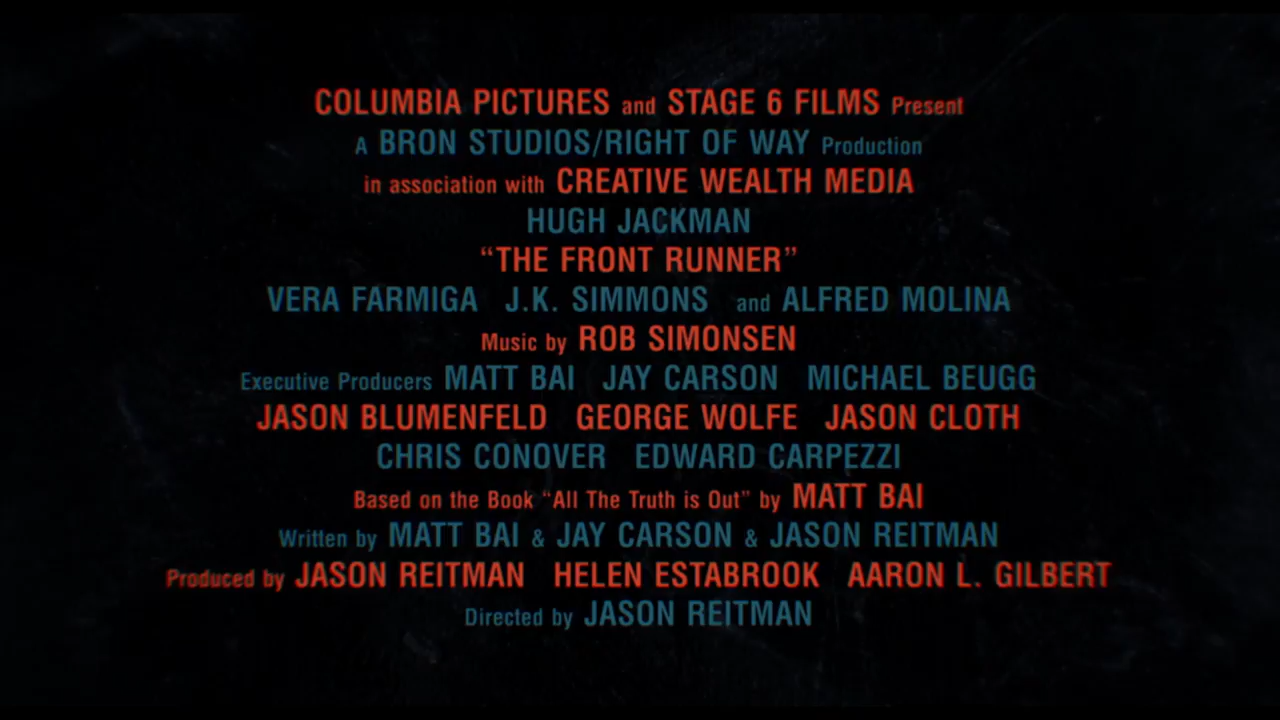 COLUMBIA PICTURES and STAGE 6 FILMS Present
A BRON STUDIOS/RIGHT OF WAY Production
in association with CREATIVE WEALTH MEDIA
HUGH JACKMAN
“THE FRONT RUNNER”
VERA FARMIGA J.K. SIMMONS and ALFRED MOLINA
Music by ROB SIMONSEN
Executive Producers MATT BAI JAY CARSON MICHAEL BEUGG
JASON BLUMENFELD GEORGE WOLFE JASON CLOTH
CHRIS CONOVER EDWARD CARPEZZI
Based on the Book “All The Truth is Out” by MATT BAI
Written by MATT BAI & JAY CARSON & JASON REITMAN
Produced by JASON REITMAN HELEN ESTABROOK AARON L. GILBERT
Directed by JASON REITMAN